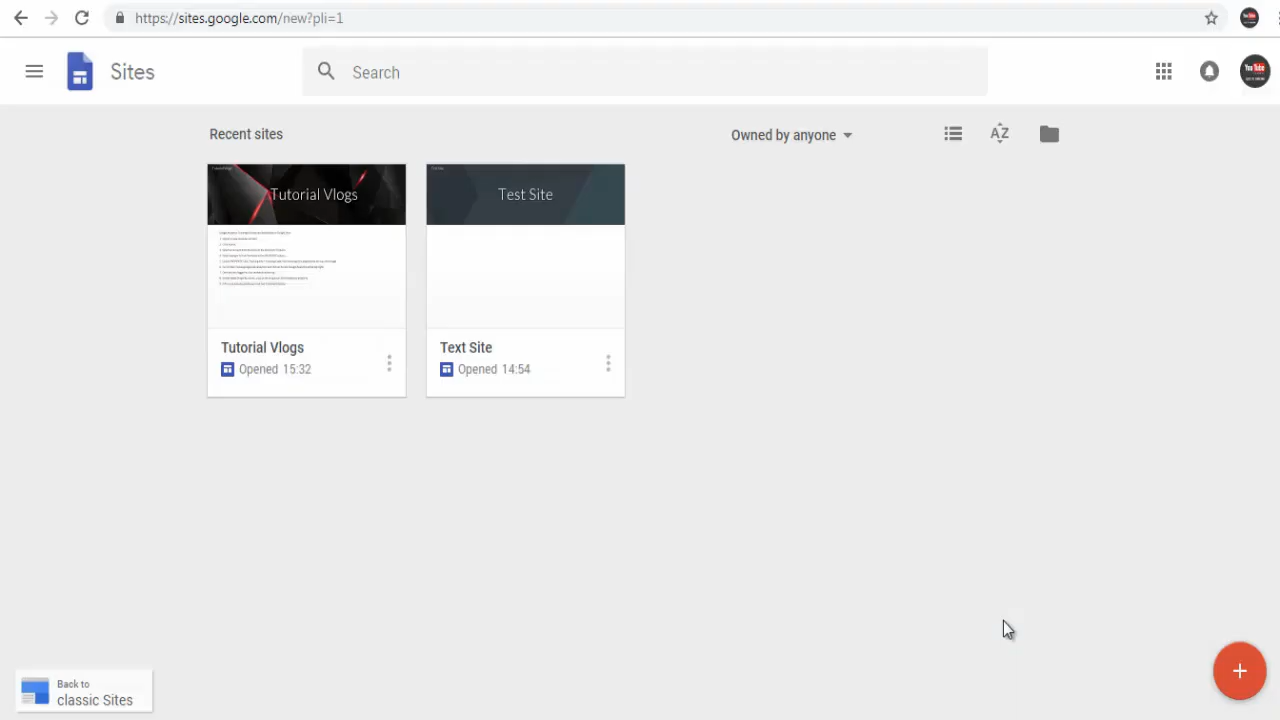 https://sites.google.com/new?pli=1
Sites
Search
Recent sites
Owned by anyone
AZ
Tutorial Vlogs
Test Site
Tutorial Vlogs
Opened 15:32
Text Site
Opened 14:54
Back to
classic Sites